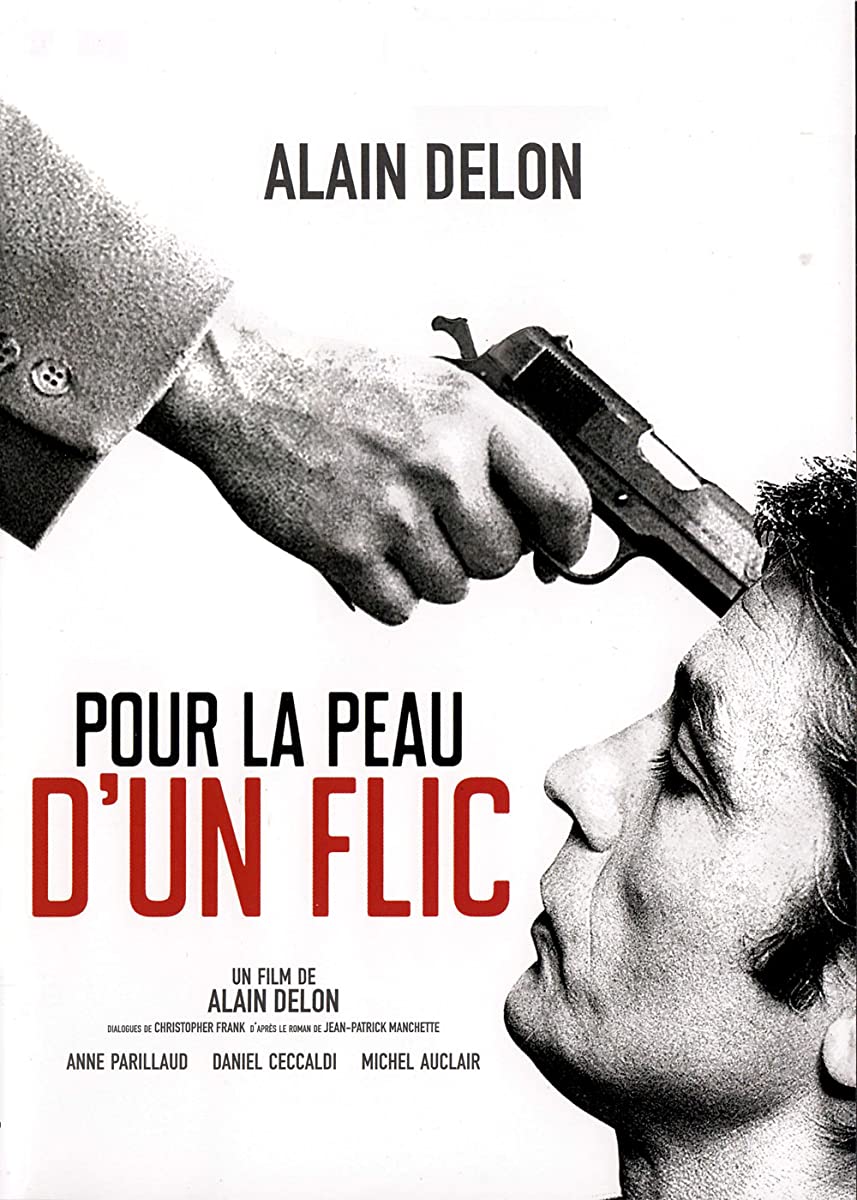 ALAIN DELON
POUR LA PEAU
D'UN FLIC
UN FILM DE
ALAIN DELON
DIALOGUES DE CHRISTOPHER FRANK D'APRÈS LE ROMAN DE JEAN-PATRICK MANCHETTE
ANNE PARILLAUD DANIEL CECCALDI MICHEL AUCLAIR